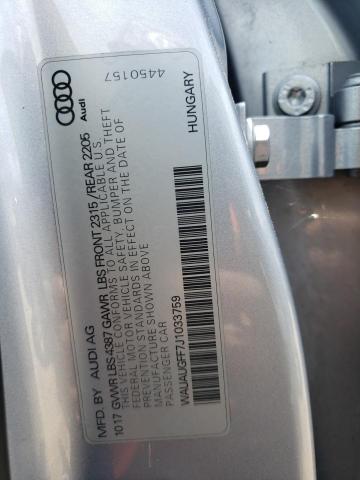 MFD. BY AUDI AG
1017 GVWR LBS 4387 GAWR LBS FRONT 2315 / REAR 2205
THIS VEHICLE CONFORMS TO ALL APPLICABLE U.S.
FEDERAL MOTOR VEHICLE SAFETY, BUMPER AND THEFT
PREVENTION STANDARDS IN EFFECT ON THE DATE OF
MANUFACTURE SHOWN ABOVE
PASSENGER CAR
WAUAUGFF7J1033759
HUNGARY
Audi
4450157